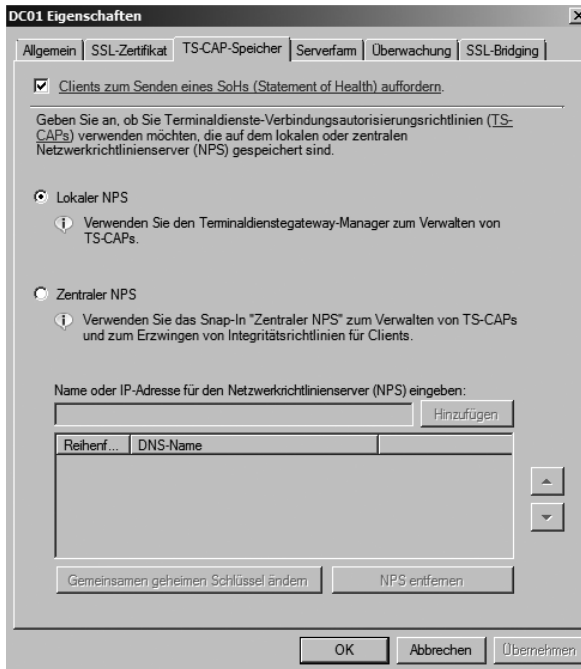 DC01 Eigenschaften
Allgemein
SSL-Zertifikat
TS-CAP-Speicher
Serverfarm
Überwachung
SSL-Bridging
Clients zum Senden eines SoHs (Statement of Health) auffordern.
Geben Sie an, ob Sie Terminaldienste-Verbindungsautorisierungsrichtlinien (TS-
CAPs) verwenden möchten, die auf dem lokalen oder zentralen
Netzwerkrichtlinienserver (NPS) gespeichert sind.
Lokaler NPS
Verwenden Sie den Terminaldienstegateway-Manager zum Verwalten von
TS-CAPs.
Zentraler NPS
Verwenden Sie das Snap-In "Zentraler NPS" zum Verwalten von TS-CAPs
und zum Erzwingen von Integritätsrichtlinien für Clients.
Name oder IP-Adresse für den Netzwerkrichtlinienserver (NPS) eingeben:
Hinzufügen
Reihenf...
DNS-Name
Gemeinsamen geheimen Schlüssel ändern
NPS entfernen
OK
Abbrechen
Übernehmen